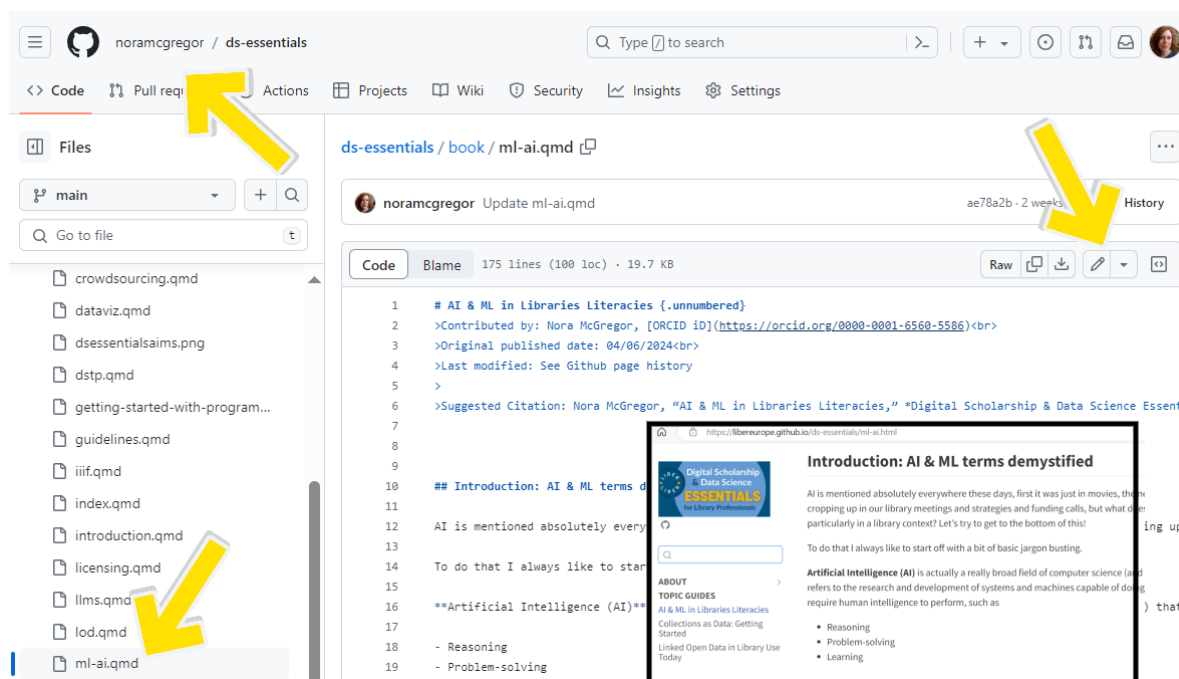 noramcgregor / ds-essentials
Type / to search
Code
Pull
Actions
Projects
Wiki
Security
Insights
Settings
Files
main
Go to file
t
crowdsourcing.qmd
dataviz.qmd
dsessentialsaims.png
dstp.qmd
getting-started-with-program...
guidelines.qmd
iiif.qmd
index.qmd
introduction.qmd
licensing.qmd
llms.qmd
lod.qmd
ml-ai.qmd
ds-essentials / book / ml-ai.qmd
noramcgregor Update ml-ai.qmd
ae78a2b · 2 weeks
History
Code Blame 175 lines (100 loc) · 19.7 KB
Raw
1 # AI & ML in Libraries Literacies {.unnumbered}
2 >Contributed by: Nora McGregor, [ORCID iD](https://orcid.org/0000-0001-6560-5586)<br>
3 >Original published date: 04/06/2024<br>
4 >Last modified: See Github page history
5 >
6 >Suggested Citation: Nora McGregor, “AI & ML in Libraries Literacies,” *Digital Scholarship & Data Science
7
8
9
10 ## Introduction: AI & ML terms
11
12 AI is mentioned absolutely
13
14 To do that I always like to
15
16 **Artificial Intelligence (AI)**
17
18 - Reasoning
19 - Problem-solving
ing up
) that
https://libereurope.github.io/ds-essentials/ml-ai.html
LIBER
Digital Scholarship
& Data Science
ESSENTIALS
for Library Professionals
ABOUT
TOPIC GUIDES
AI & ML in Libraries Literacies
Collections as Data: Getting
Started
Linked Open Data in Library Use
Today
Introduction: AI & ML terms demystified
AI is mentioned absolutely everywhere these days, first it was just in movies,
cropping up in our library meetings and strategies and funding calls, but what
particularly in a library context? Let's try to get to the bottom of this!
To do that I always like to start off with a bit of basic jargon busting.
Artificial Intelligence (AI) is actually a really broad field of computer science
refers to the research and development of systems and machines capable of
require human intelligence to perform, such as
Reasoning
Problem-solving
Learning